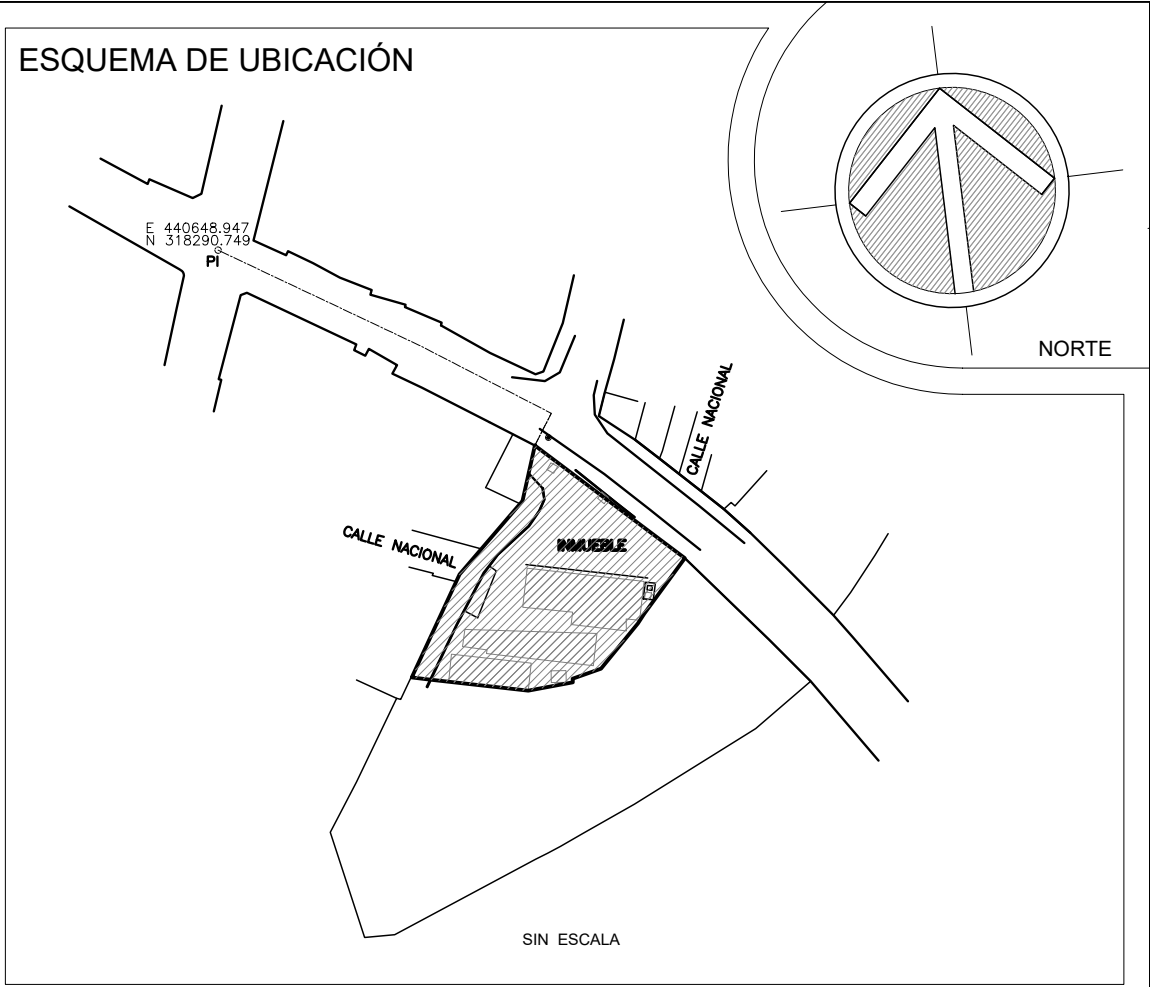 ESQUEMA DE UBICACIÓN
NORTE
E 440648.947
N 318290.749
PI
CALLE NACIONAL
CALLE NACIONAL
INMUEBLE
SIN ESCALA